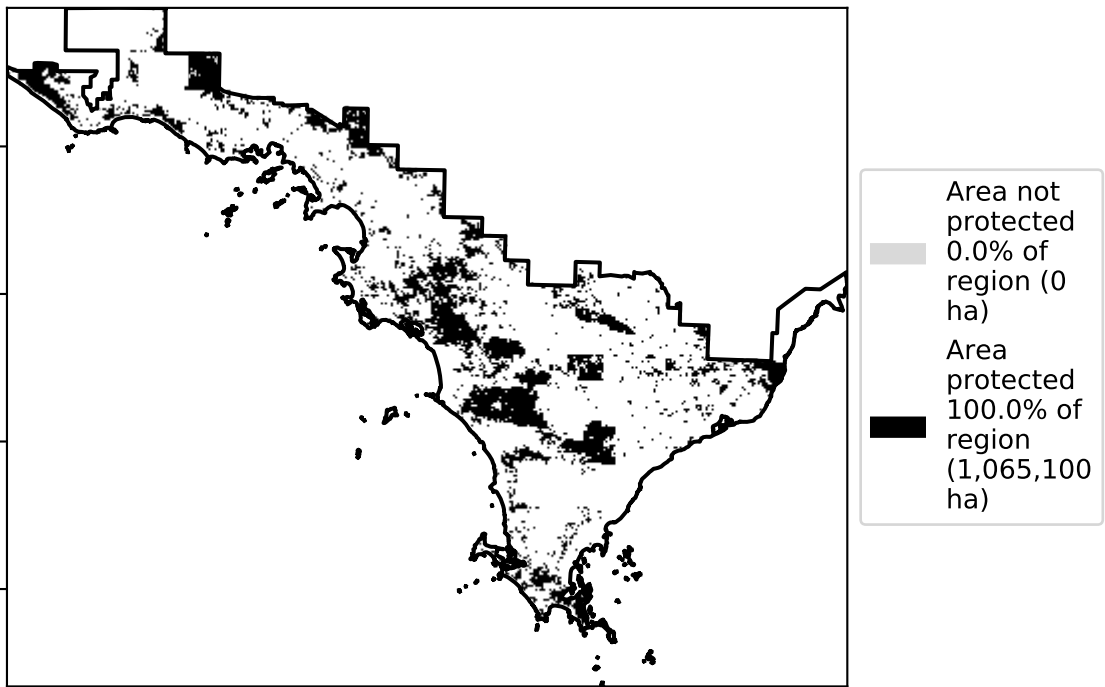 Area not
protected
0.0% of
region (0
ha)
Area
protected
100.0% of
region
(1,065,100
ha)